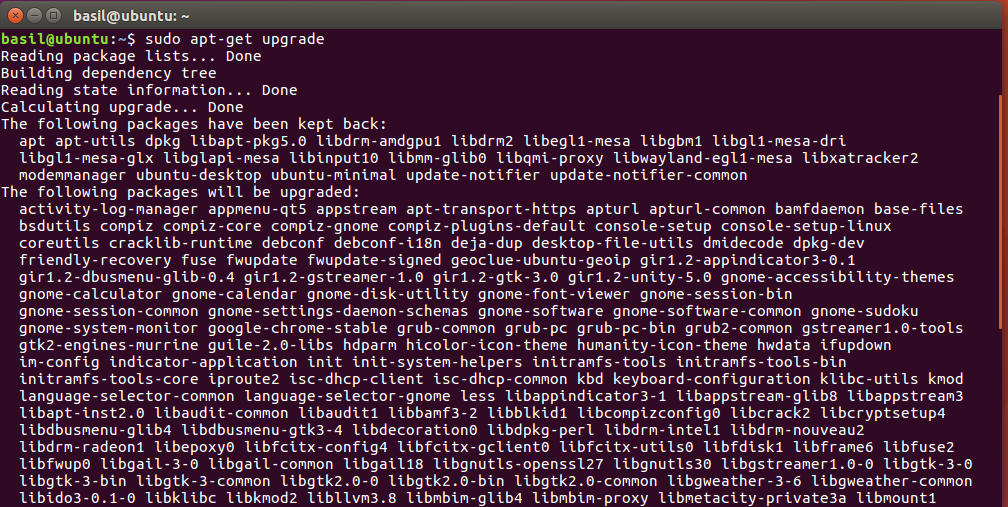 basil@ubuntu: ~
basil@ubuntu:~$ sudo apt-get upgrade
Reading package lists... Done
Building dependency tree
Reading state information... Done
Calculating upgrade... Done
The following packages have been kept back:
  apt apt-utils dpkg libapt-pkg5.0 libdrm-amdgpu1 libdrm2 libegl1-mesa libgbm1 libgl1-mesa-dri
  libgl1-mesa-glx libglapi-mesa libinput10 libmm-glib0 libqmi-proxy libwayland-egl1-mesa libxatracker2
  modemmanager ubuntu-desktop ubuntu-minimal update-notifier update-notifier-common
The following packages will be upgraded:
  activity-log-manager appmenu-qt5 appstream apt-transport-https apturl apturl-common bamfdaemon base-files
  bsdutils compiz compiz-core compiz-gnome compiz-plugins-default console-setup console-setup-linux
  coreutils cracklib-runtime debconf debconf-i18n deja-dup desktop-file-utils dmidecode dpkg-dev
  friendly-recovery fuse fwupdate fwupdate-signed geoclue-ubuntu-geoip gir1.2-appindicator3-0.1
  gir1.2-dbusmenu-glib-0.4 gir1.2-gstreamer-1.0 gir1.2-gtk-3.0 gir1.2-unity-5.0 gnome-accessibility-themes
  gnome-calculator gnome-calendar gnome-disk-utility gnome-font-viewer gnome-session-bin
  gnome-session-common gnome-settings-daemon-schemas gnome-software gnome-software-common gnome-sudoku
  gnome-system-monitor google-chrome-stable grub-common grub-pc grub-pc-bin grub2-common gstreamer1.0-tools
  gtk2-engines-murrine guile-2.0-libs hdparm hicolor-icon-theme humanity-icon-theme hwdata ifupdown
  im-config indicator-application init init-system-helpers initramfs-tools initramfs-tools-bin
  initramfs-tools-core iproute2 isc-dhcp-client isc-dhcp-common kbd keyboard-configuration klibc-utils kmod
  language-selector-common language-selector-gnome less libappindicator3-1 libappstream-glib8 libappstream3
  libapt-inst2.0 libaudit-common libaudit1 libbamf3-2 libblkid1 libcompizconfig0 libcrack2 libcryptsetup4
  libdbusmenu-glib4 libdbusmenu-gtk3-4 libdecoration0 libdpkg-perl libdrm-intel1 libdrm-nouveau2
  libdrm-radeon1 libepoxy0 libfcitx-config4 libfcitx-gclient0 libfcitx-utils0 libfdisk1 libframe6 libfuse2
  libfwup0 libgail-3-0 libgail-common libgail18 libgnutls-openssl27 libgnutls30 libgstreamer1.0-0 libgtk-3-0
  libgtk-3-bin libgtk-3-common libgtk2.0-0 libgtk2.0-bin libgtk2.0-common libgweather-3-6 libgweather-common
  libido3-0.1-0 libklibc libkmod2 libllvm3.8 libmbim-glib4 libmbim-proxy libmetacity-private3a libmount1